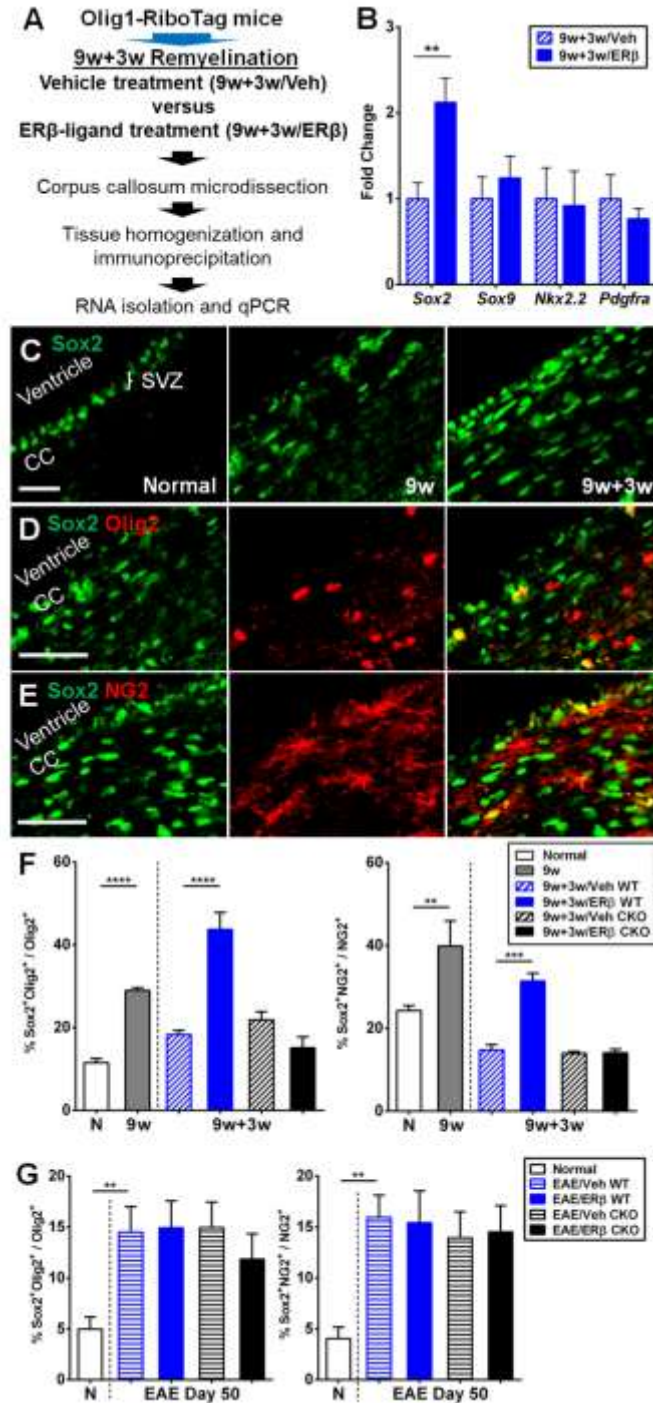 A
Olig1-RiboTag mice
9w+3w Remyelination
Vehicle treatment (9w+3w/Veh)
versus
ERβ-ligand treatment (9w+3w/ERβ)
Corpus callosum microdissection
Tissue homogenization and
immunoprecipitation
RNA isolation and qPCR
B
9w+3w/Veh
9w+3w/ERβ
**
Fold Change
3
2
1
0
Sox2 Sox9 Nkx2.2 Pdgfra
C Sox2
Ventricle
} SVZ
CC
Normal
9w
9w+3w
D Sox2 Olig2
Ventricle
CC
E Sox2 NG2
Ventricle
CC
F
% Sox2+Olig2+ / Olig2+
60
40
20
0
****
****
N 9w 9w+3w
% Sox2+NG2+ / NG2+
60
40
20
0
**
***
N 9w 9w+3w
Normal
9w
9w+3w/Veh WT
9w+3w/ERβ WT
9w+3w/Veh CKO
9w+3w/ERβ CKO
G
% Sox2+Olig2+ / Olig2+
20
15
10
5
0
**
N EAE Day 50
% Sox2+NG2+ / NG2+
20
15
10
5
0
**
N EAE Day 50
Normal
EAE/Veh WT
EAE/ERβ WT
EAE/Veh CKO
EAE/ERβ CKO